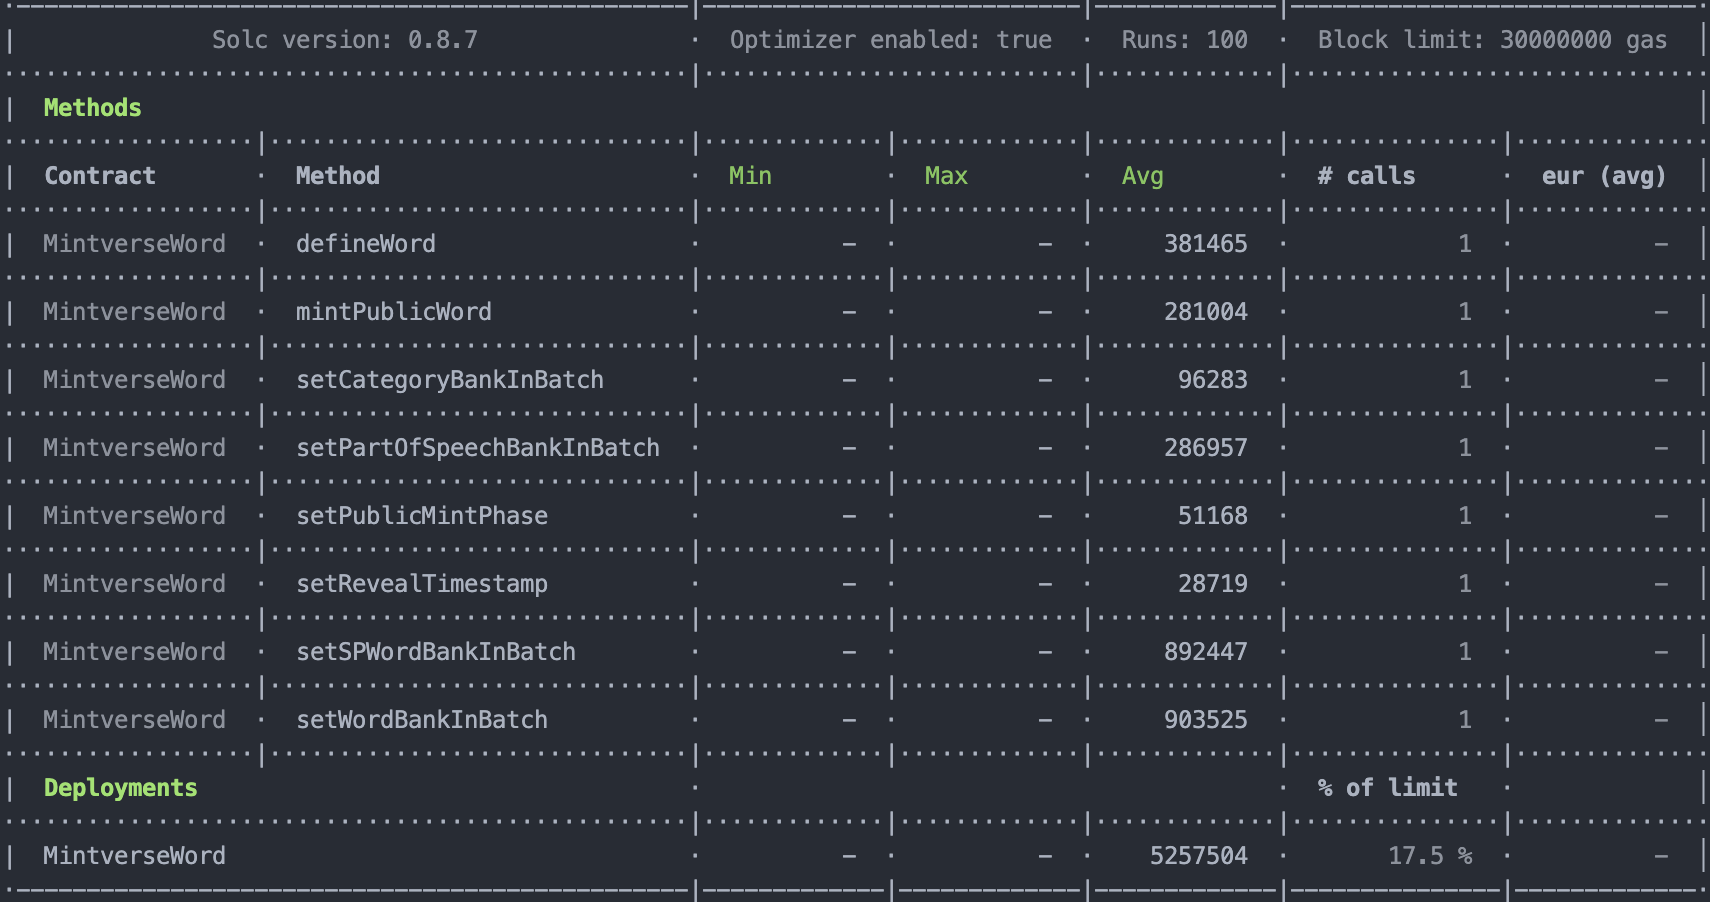 Solc version: 0.8.7 · Optimizer enabled: true · Runs: 100 · Block limit: 30000000 gas
Methods
Contract · Method · Min · Max · Avg · # calls · eur (avg)
MintverseWord · defineWord · - · - · 381465 · 1 · -
MintverseWord · mintPublicWord · - · - · 281004 · 1 · -
MintverseWord · setCategoryBankInBatch · - · - · 96283 · 1 · -
MintverseWord · setPartOfSpeechBankInBatch · - · - · 286957 · 1 · -
MintverseWord · setPublicMintPhase · - · - · 51168 · 1 · -
MintverseWord · setRevealTimestamp · - · - · 28719 · 1 · -
MintverseWord · setSPWordBankInBatch · - · - · 892447 · 1 · -
MintverseWord · setWordBankInBatch · - · - · 903525 · 1 · -
Deployments · · % of limit ·
MintverseWord · - · - · 5257504 · 17.5 % · -